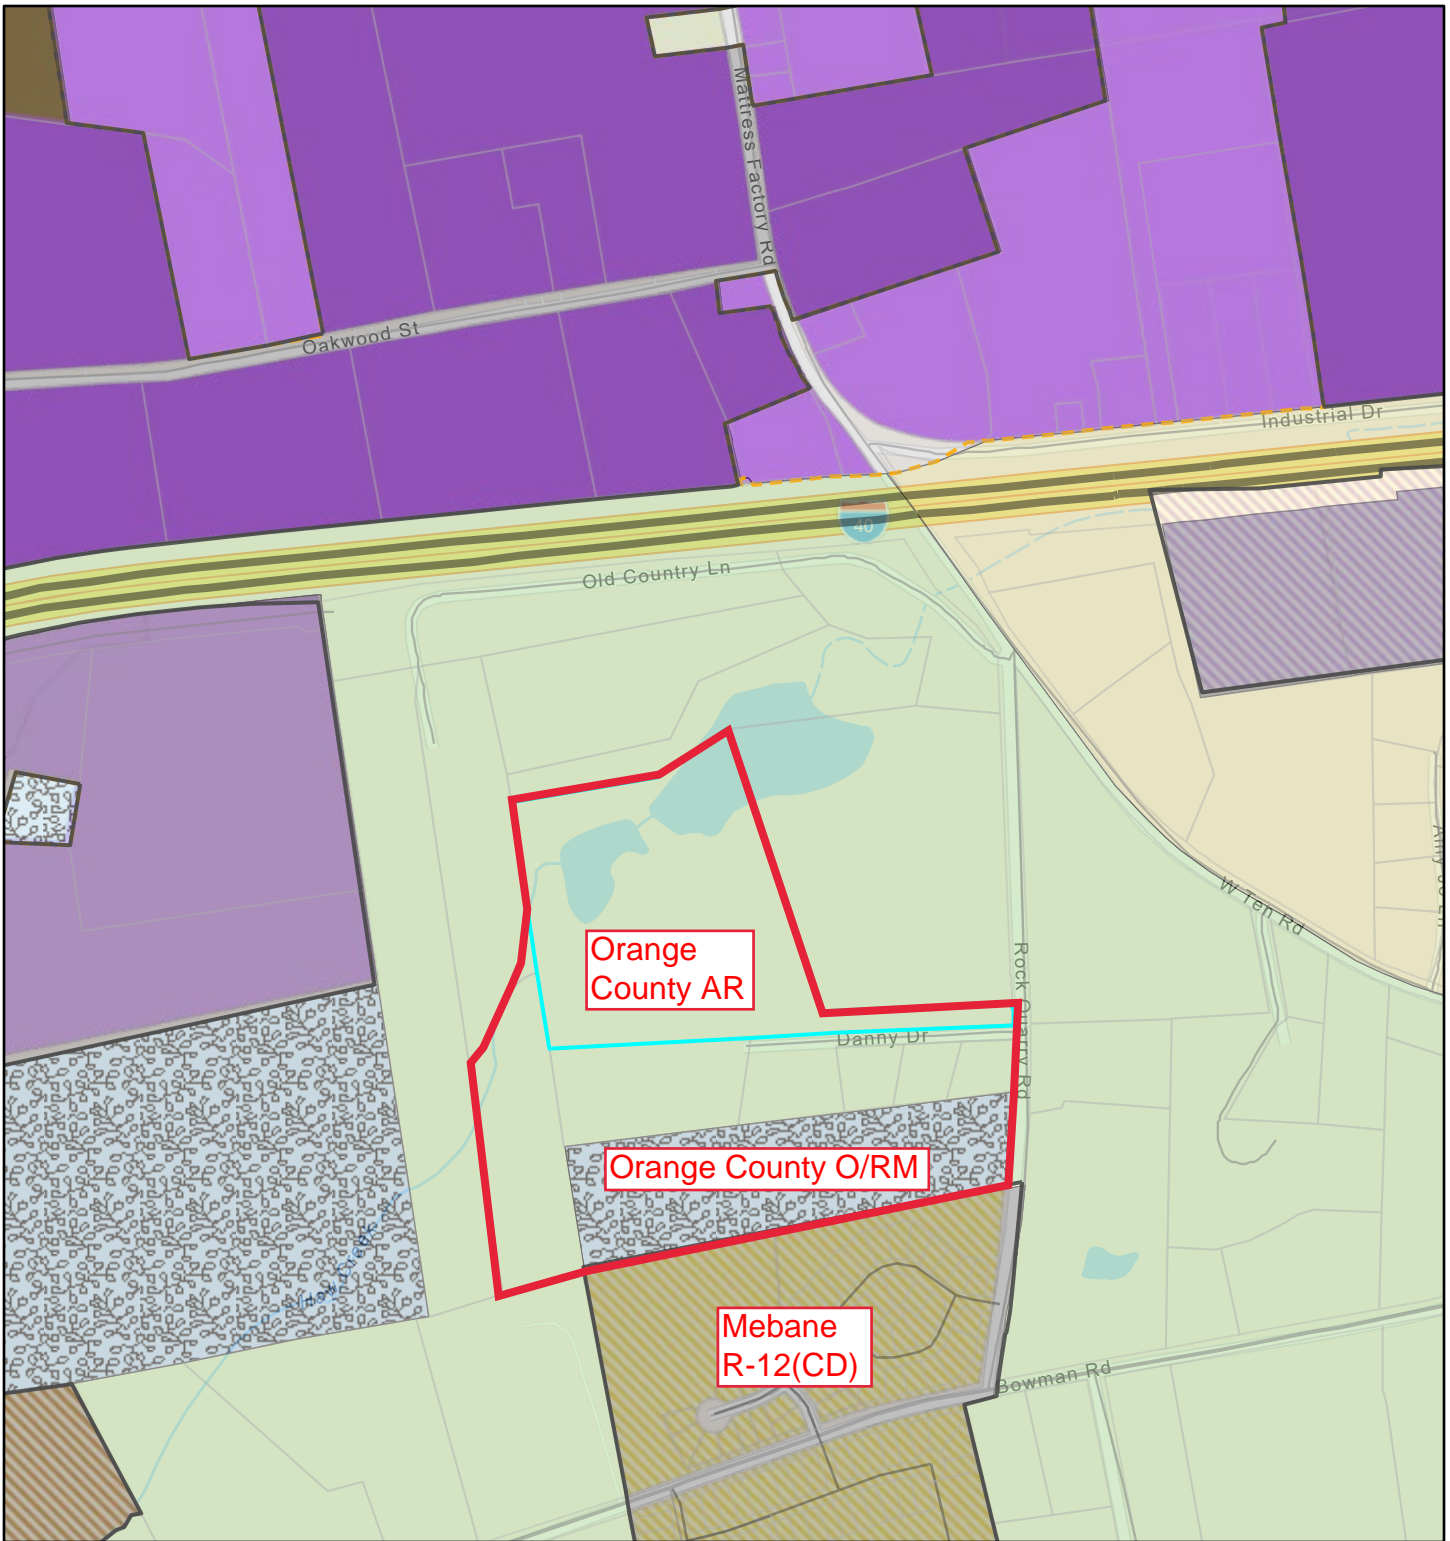 Mattress Factory Rd
Oakwood St
Industrial Dr
40
Old Country Ln
W Ten Rd
Orange
County AR
Rock Quarry Rd
Danny Dr
Orange County O/RM
Mebane
R-12(CD)
Bowman Rd
Creek